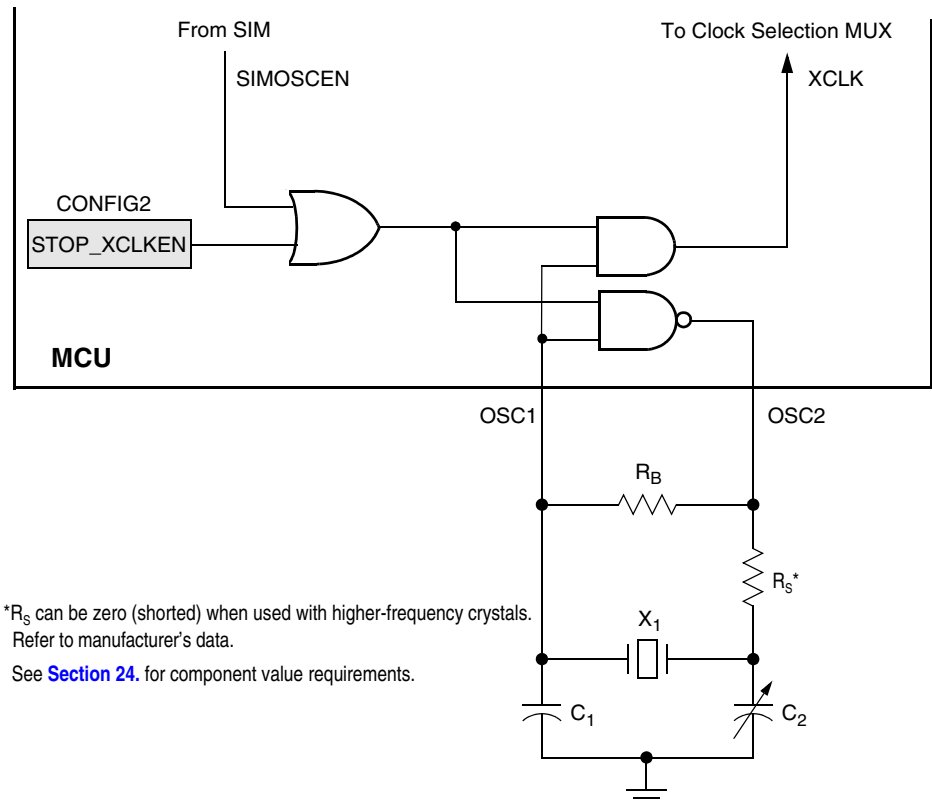 From SIM
To Clock Selection MUX
SIMOSCEN
XCLK
CONFIG2
STOP_XCLKEN
MCU
OSC1
OSC2
RB
RS*
*RS can be zero (shorted) when used with higher-frequency crystals.
Refer to manufacturer's data.
X1
See Section 24. for component value requirements.
C1
C2